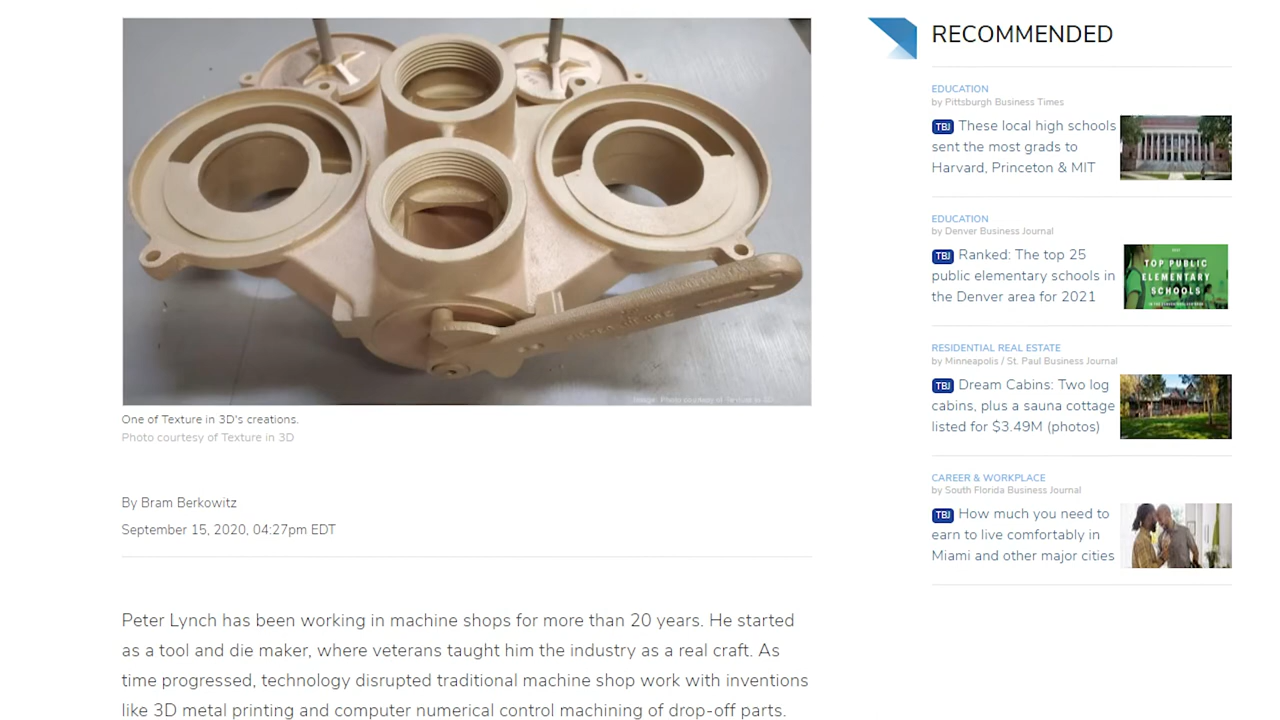 Image: Photo courtesy of Texture in 3D
One of Texture in 3D's creations.
Photo courtesy of Texture in 3D
By Bram Berkowitz
September 15, 2020, 04:27pm EDT
Peter Lynch has been working in machine shops for more than 20 years. He started
as a tool and die maker, where veterans taught him the industry as a real craft. As
time progressed, technology disrupted traditional machine shop work with inventions
like 3D metal printing and computer numerical control machining of drop-off parts.
RECOMMENDED
EDUCATION
by Pittsburgh Business Times
TBJ These local high schools
sent the most grads to
Harvard, Princeton & MIT
EDUCATION
by Denver Business Journal
TBJ Ranked: The top 25
public elementary schools in
the Denver area for 2021
TOP PUBLIC
ELEMENTARY
SCHOOLS
RESIDENTIAL REAL ESTATE
by Minneapolis / St. Paul Business Journal
TBJ Dream Cabins: Two log
cabins, plus a sauna cottage
listed for $3.49M (photos)
CAREER & WORKPLACE
by South Florida Business Journal
TBJ How much you need to
earn to live comfortably in
Miami and other major cities